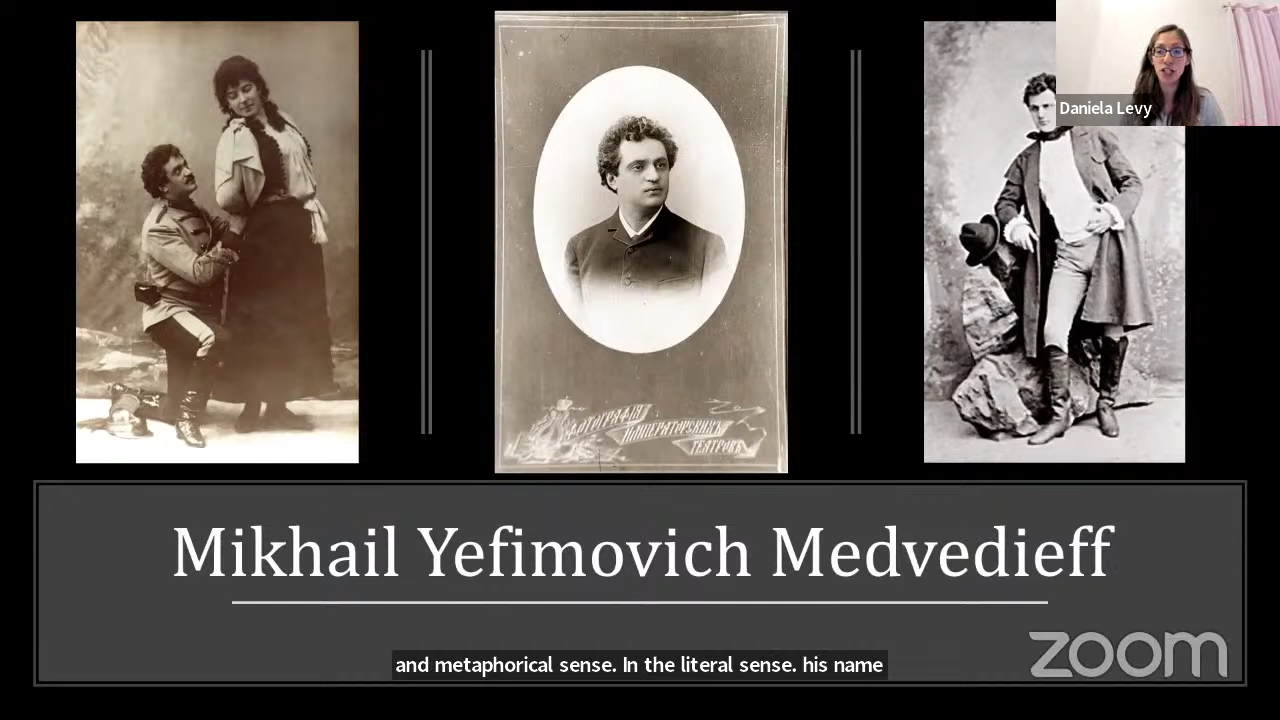 Daniela Levy
ФОТОГРАФІЯ
ИМПЕРАТОРСКИХЪ
ТЕАТРОВЪ
Mikhail Yefimovich Medvedieff
zoom
and metaphorical sense. In the literal sense. his name